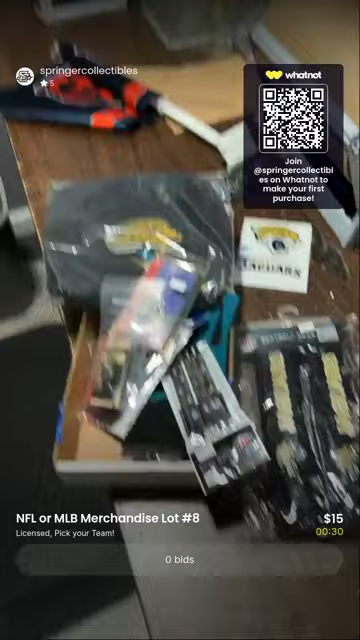 springercollectibles
★5
whatnot
Join
@springercollectibl
es on Whatnot to
make your first
purchase!
JAGUARS
NFL or MLB Merchandise Lot #8
$15
Licensed, Pick your Team!
00:30
0 bids